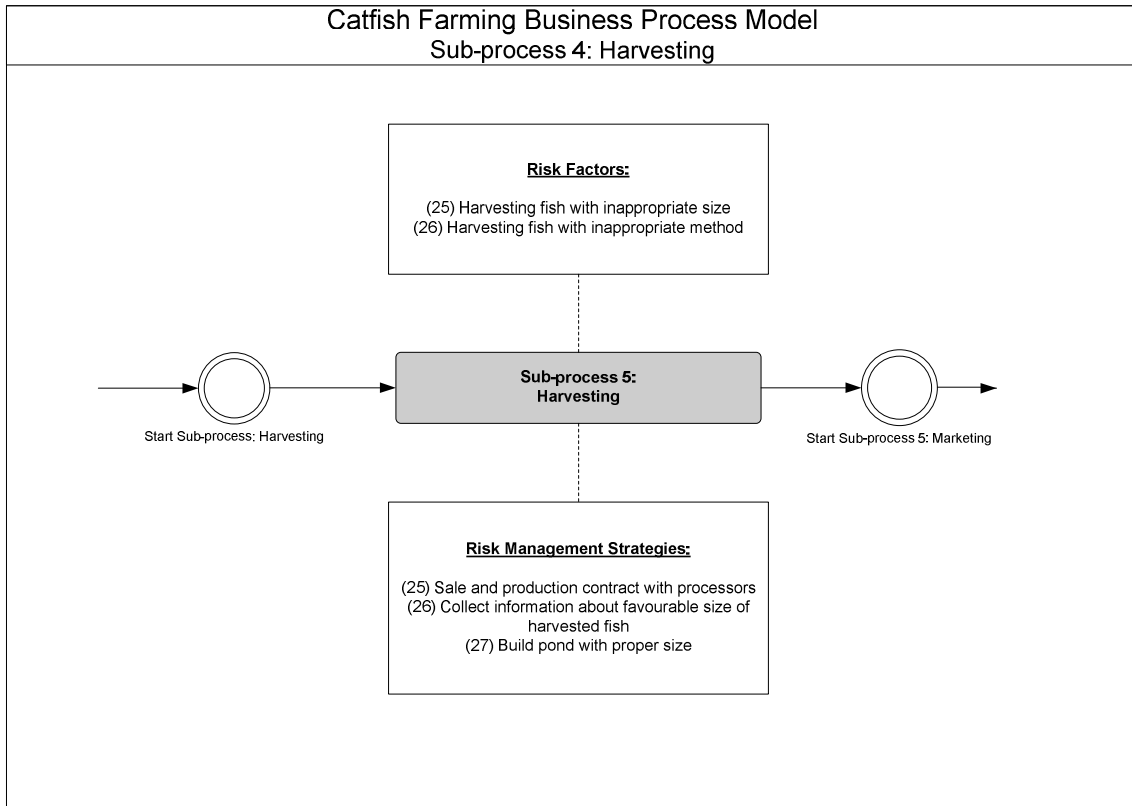 Catfish Farming Business Process Model
Sub-process 4: Harvesting
Risk Factors:
(25) Harvesting fish with inappropriate size
(26) Harvesting fish with inappropriate method
Start Sub-process: Harvesting
Sub-process 5:
Harvesting
Start Sub-process 5: Marketing
Risk Management Strategies:
(25) Sale and production contract with processors
(26) Collect information about favourable size of
harvested fish
(27) Build pond with proper size